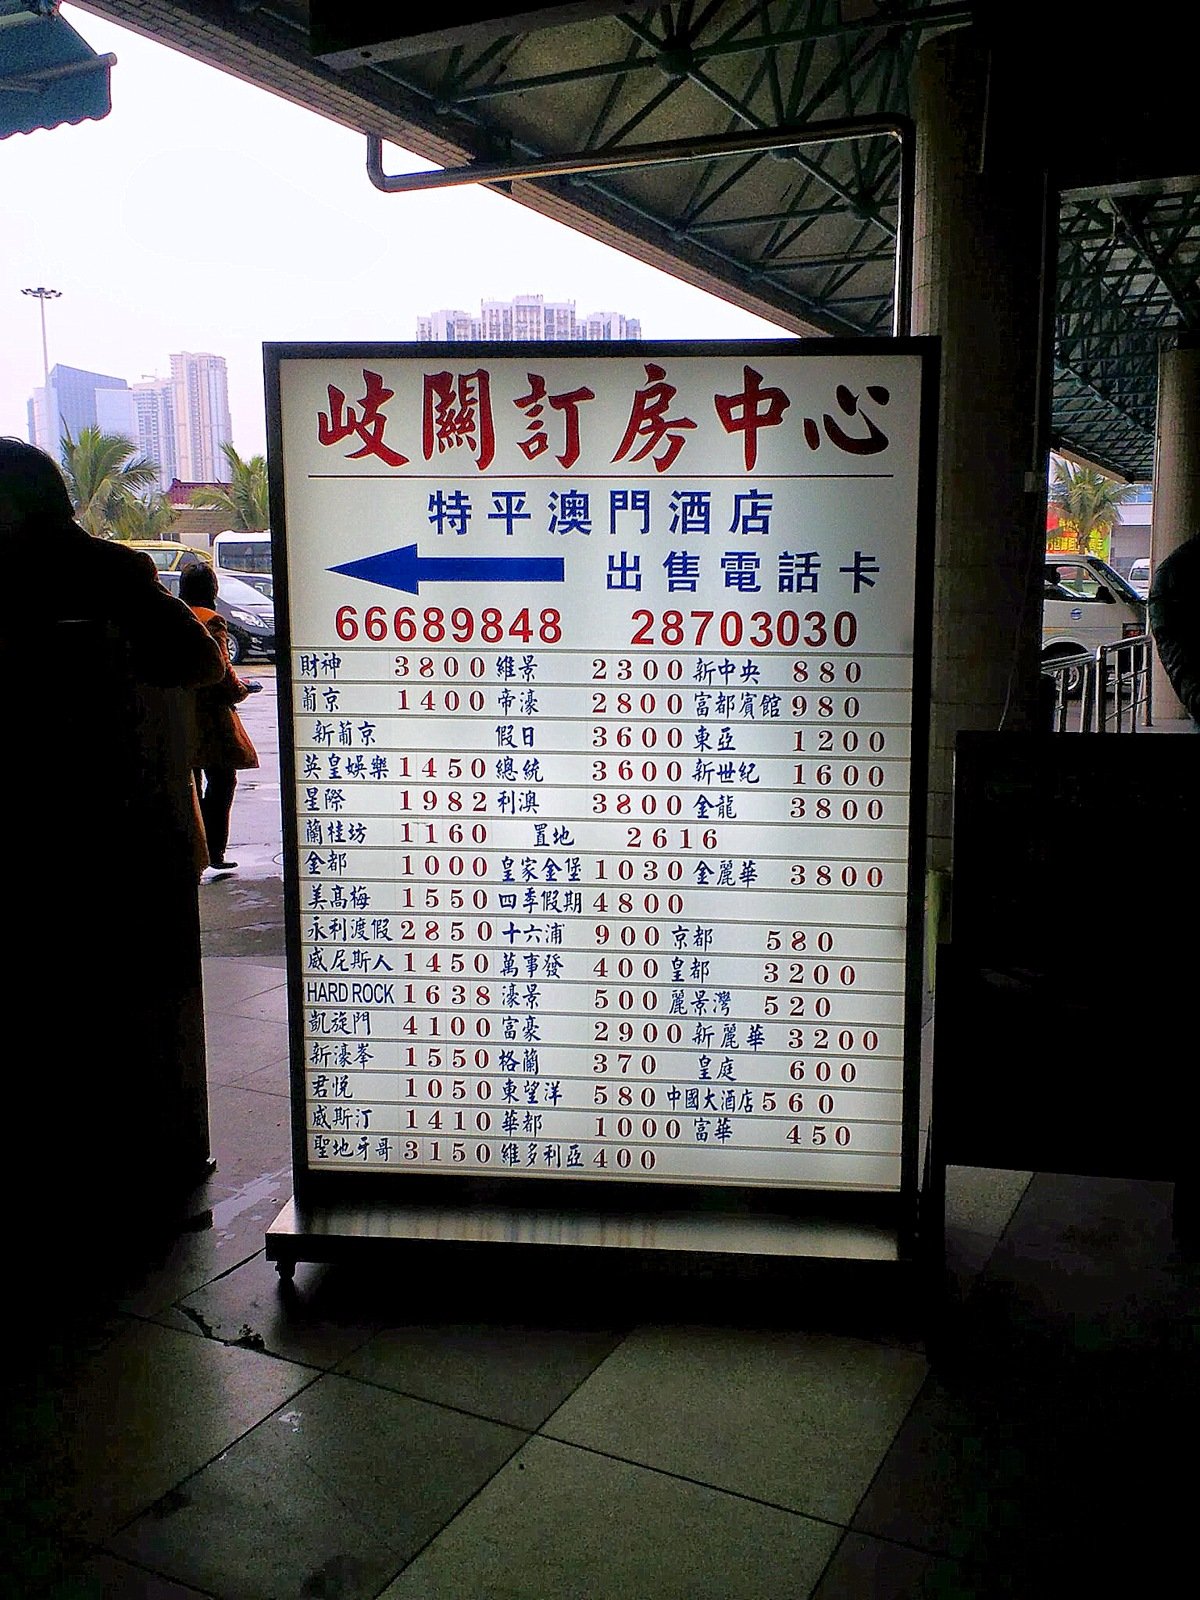 岐關訂房中心
特平澳門酒店
出售電話卡
66689848 28703030
財神 3800 維景 2300 新中央 880
葡京 1400 帝濠 2800 富都賓館 980
新葡京 假日 3600 東亞 1200
英皇娛樂 1450 總統 3600 新世紀 1600
星際 1982 利澳 3800 金龍 3800
蘭桂坊 1160 置地 2616
金都 1000 皇家金堡 1030 金麗華 3800
美高梅 1550 四季假期 4800
永利渡假 2850 十六浦 900 京都 580
威尼斯人 1450 萬事發 400 皇都 3200
HARD ROCK 1638 濠景 500 麗景灣 520
凱旋門 4100 富豪 2900 新麗華 3200
新濠峯 1550 格蘭 370 皇庭 600
君悅 1050 東望洋 580 中國大酒店 560
威斯汀 1410 華都 1000 富華 450
聖地牙哥 3150 維多利亞 400